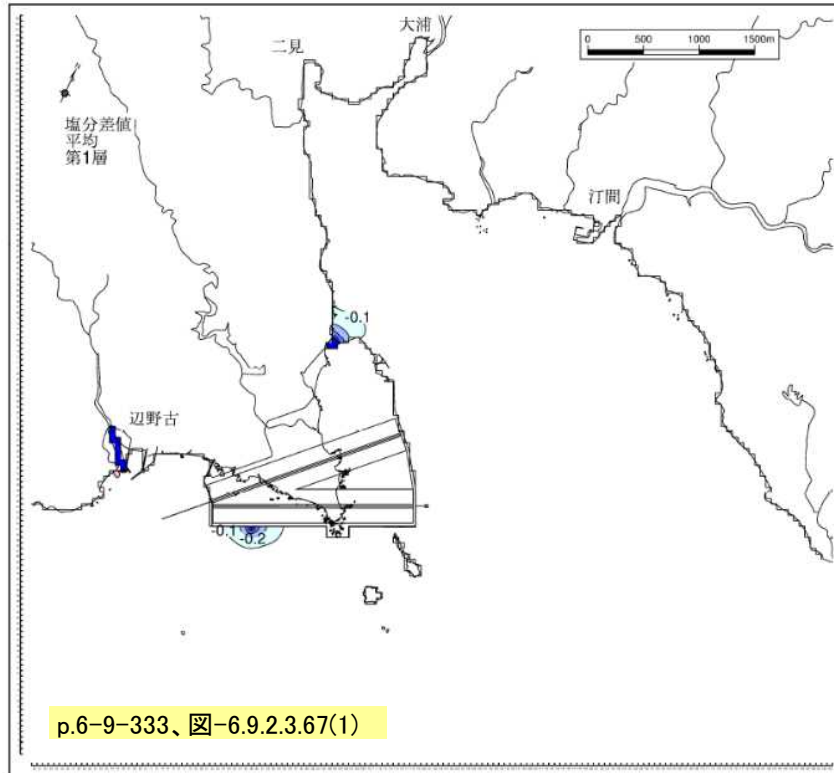 大浦
二見
0 500 1000 1500m
塩分差値
平均
第1層
汀間
-0.1
辺野古
-0.1
-0.2
p.6-9-333、図-6.9.2.3.67(1)